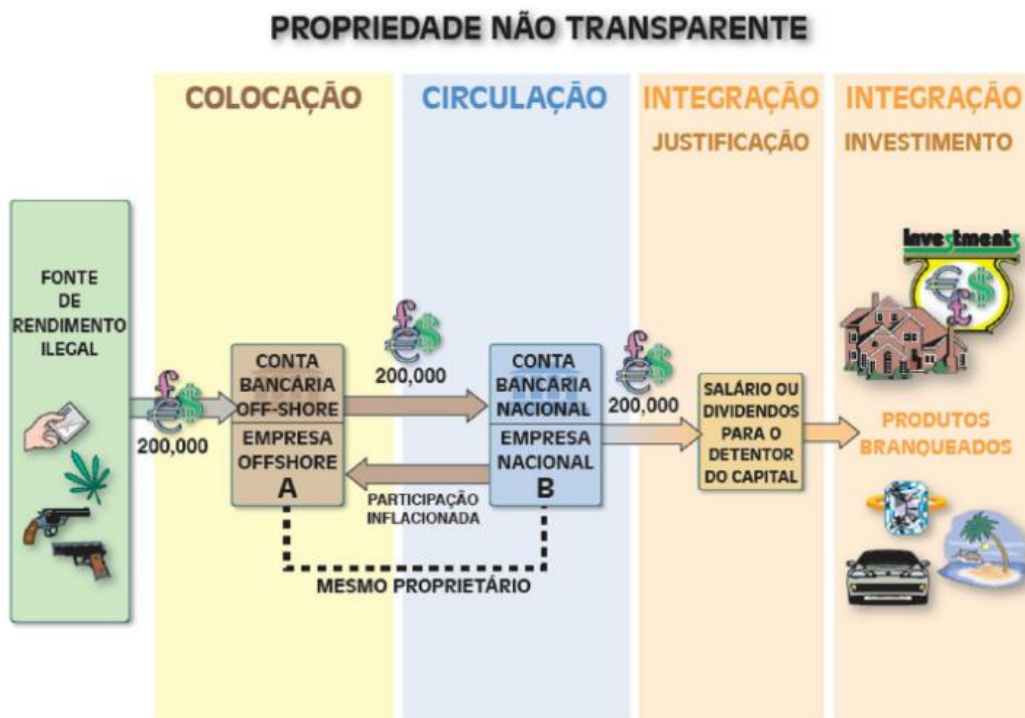 PROPRIEDADE NÃO TRANSPARENTE
COLOCAÇÃO
CIRCULAÇÃO
INTEGRAÇÃO
JUSTIFICAÇÃO
INTEGRAÇÃO
INVESTIMENTO
FONTE
DE
RENDIMENTO
ILEGAL
£
€$
200,000
CONTA
BANCÁRIA
OFF-SHORE
EMPRESA
OFFSHORE
A
£
€$
200,000
PARTICIPAÇÃO
INFLACIONADA
CONTA
BANCÁRIA
NACIONAL
EMPRESA
NACIONAL
B
MESMO PROPRIETÁRIO
£
€$
200,000
SALÁRIO OU
DIVIDENDOS
PARA O
DETENTOR
DO CAPITAL
Investments
€$
£
PRODUTOS
BRANQUEADOS